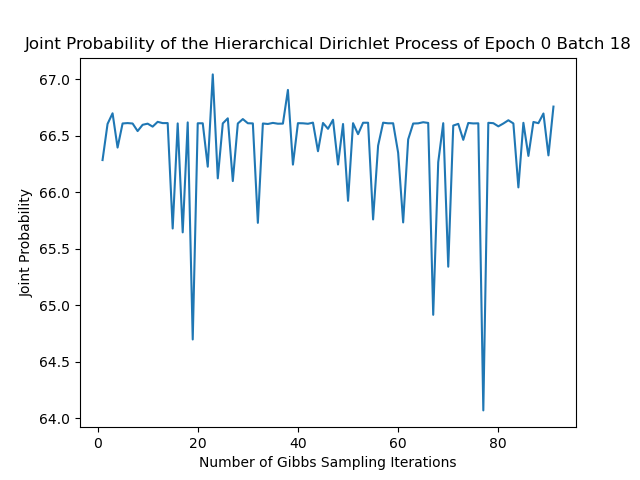 Joint Probability of the Hierarchical Dirichlet Process of Epoch 0 Batch 18
67.0
66.5
66.0
65.5
65.0
64.5
64.0
Joint Probability
0 20 40 60 80
Number of Gibbs Sampling Iterations